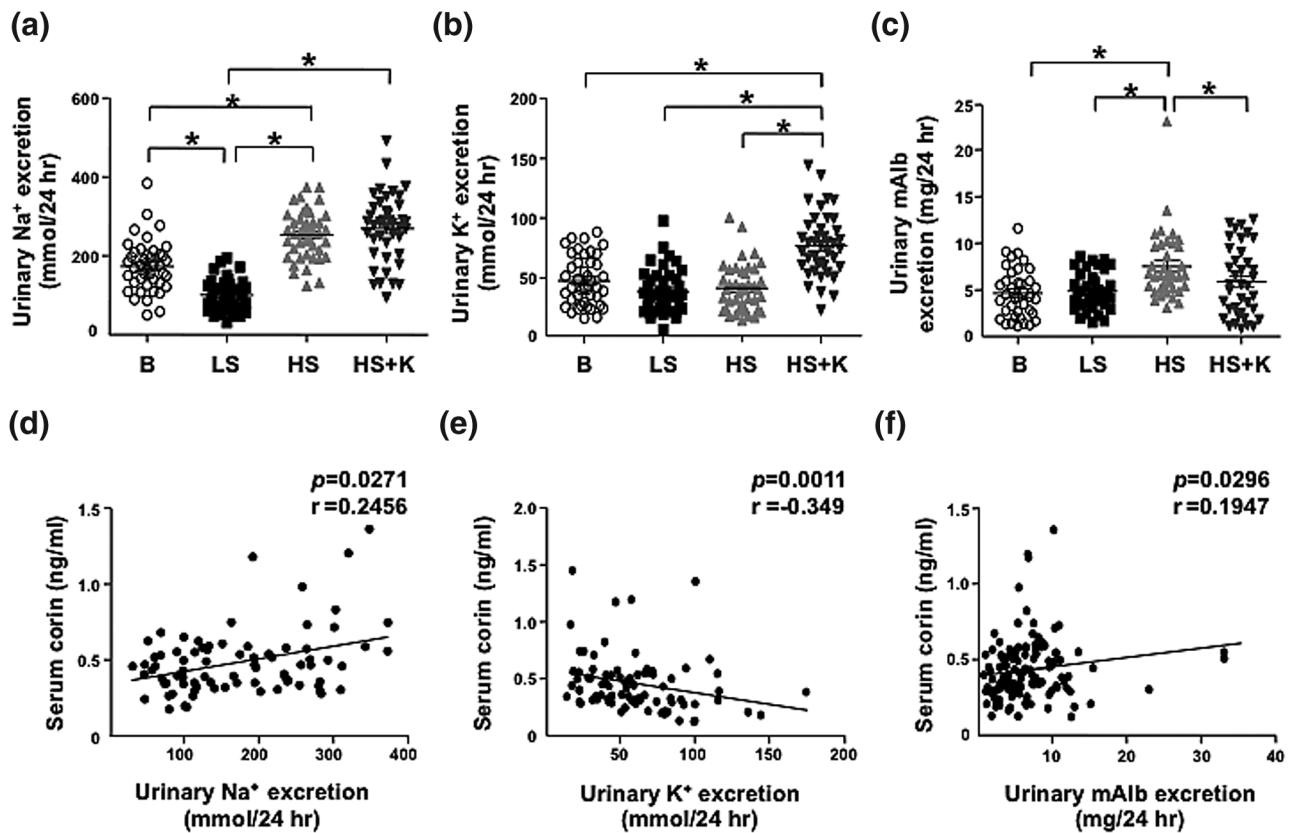 (a)
Urinary Na⁺ excretion
(mmol/24 hr)
600
400
200
0
* * * *
B LS HS HS+K
(b)
Urinary K⁺ excretion
(mmol/24 hr)
200
150
100
50
0
* * *
B LS HS HS+K
(c)
Urinary mAlb
excretion (mg/24 hr)
25
20
15
10
5
0
* * *
B LS HS HS+K
(d)
p=0.0271
r=0.2456
Serum corin (ng/ml)
1.5
1.0
0.5
0
100 200 300 400
Urinary Na⁺ excretion
(mmol/24 hr)
(e)
p=0.0011
r =-0.349
Serum corin (ng/ml)
2.0
1.5
1.0
0.5
0
50 100 150 200
Urinary K⁺ excretion
(mmol/24 hr)
(f)
p=0.0296
r=0.1947
Serum corin (ng/ml)
1.5
1.0
0.5
0
10 20 30 40
Urinary mAlb excretion
(mg/24 hr)